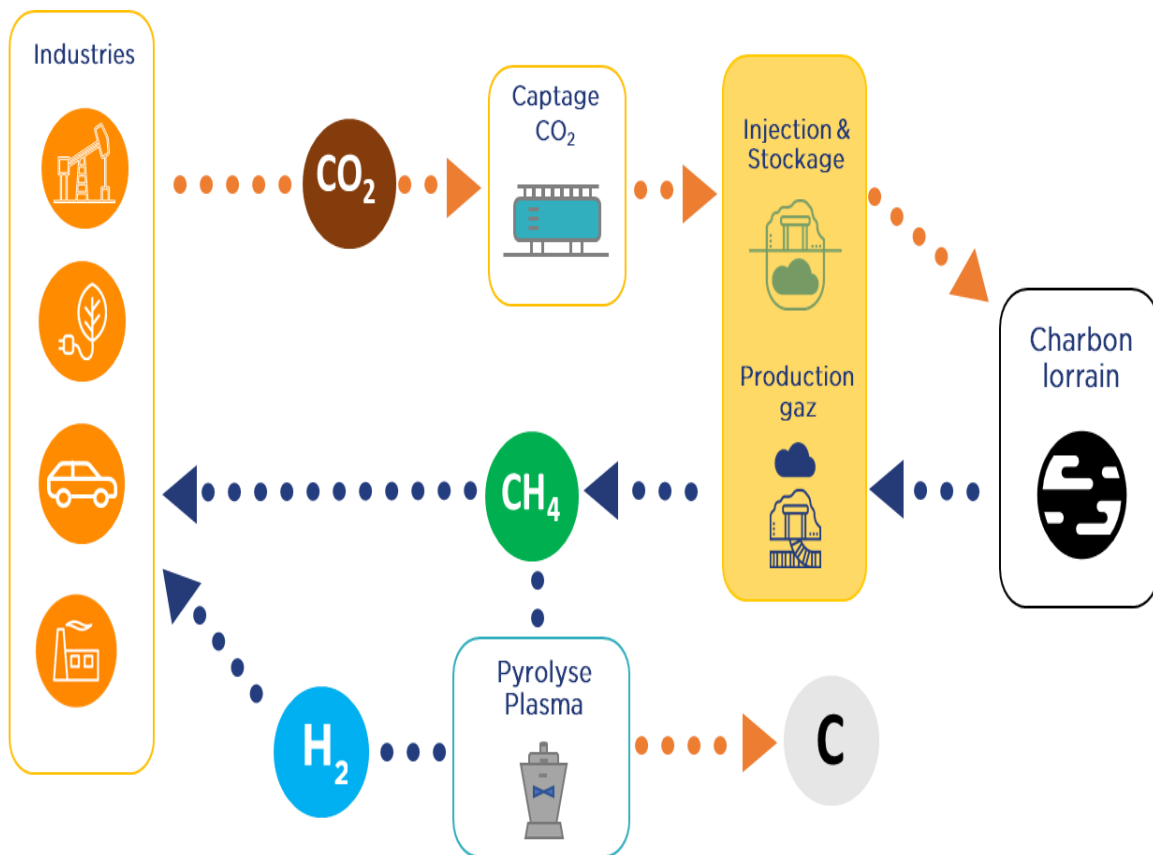 Industries
CO₂
Captage
CO₂
Injection &
Stockage
Charbon
lorrain
Production
gaz
CH₄
Pyrolyse
Plasma
H₂
C